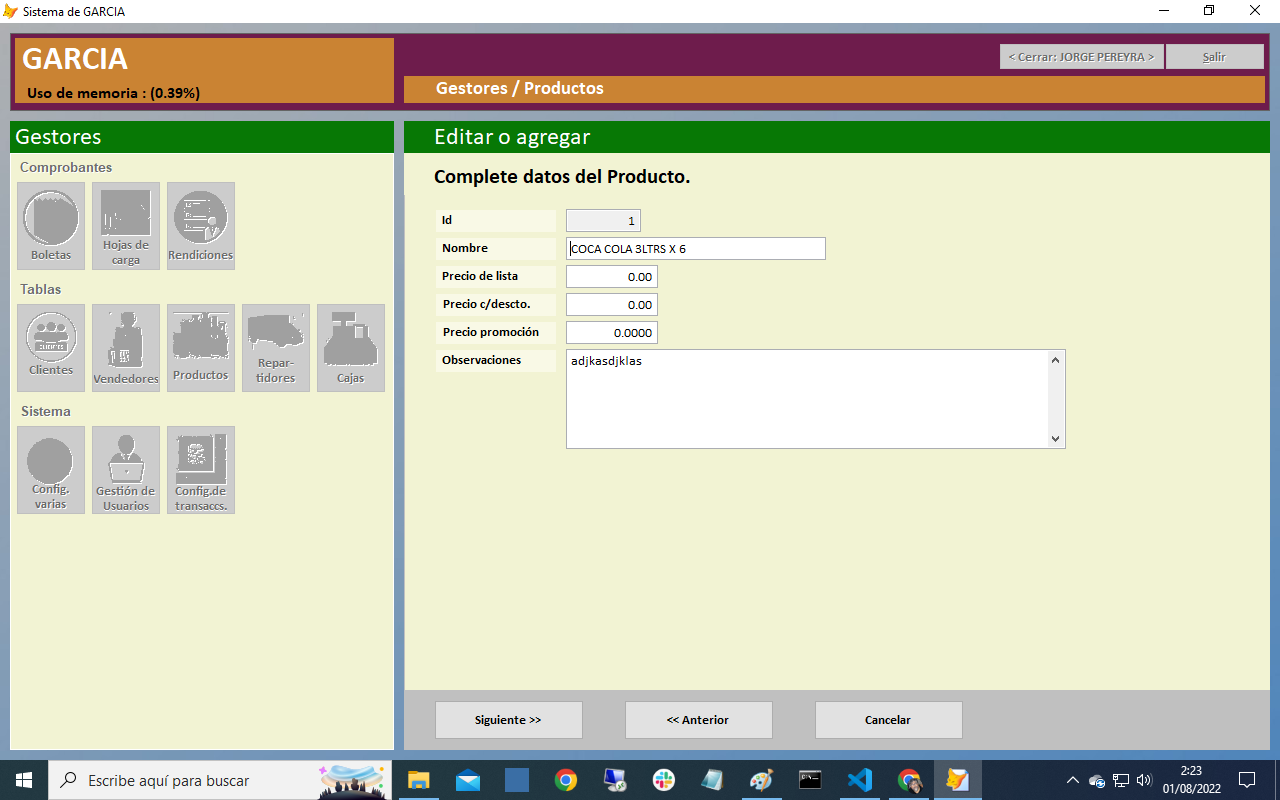 Sistema de GARCIA
GARCIA
Uso de memoria : (0.39%)
< Cerrar: JORGE PEREYRA >
Salir
Gestores / Productos
Gestores
Comprobantes
Boletas
Hojas de
carga
Rendiciones
Tablas
CLIENTES
Clientes
Vendedores
Productos
Repar-
tidores
Cajas
Sistema
Config.
varias
Gestión de
Usuarios
Config.de
transaccs.
Editar o agregar
Complete datos del Producto.
Id 1
Nombre COCA COLA 3LTRS X 6
Precio de lista 0.00
Precio c/descto. 0.00
Precio promoción 0.0000
Observaciones adjkasdjklas
Siguiente >>
<< Anterior
Cancelar
Escribe aquí para buscar
2:23
01/08/2022